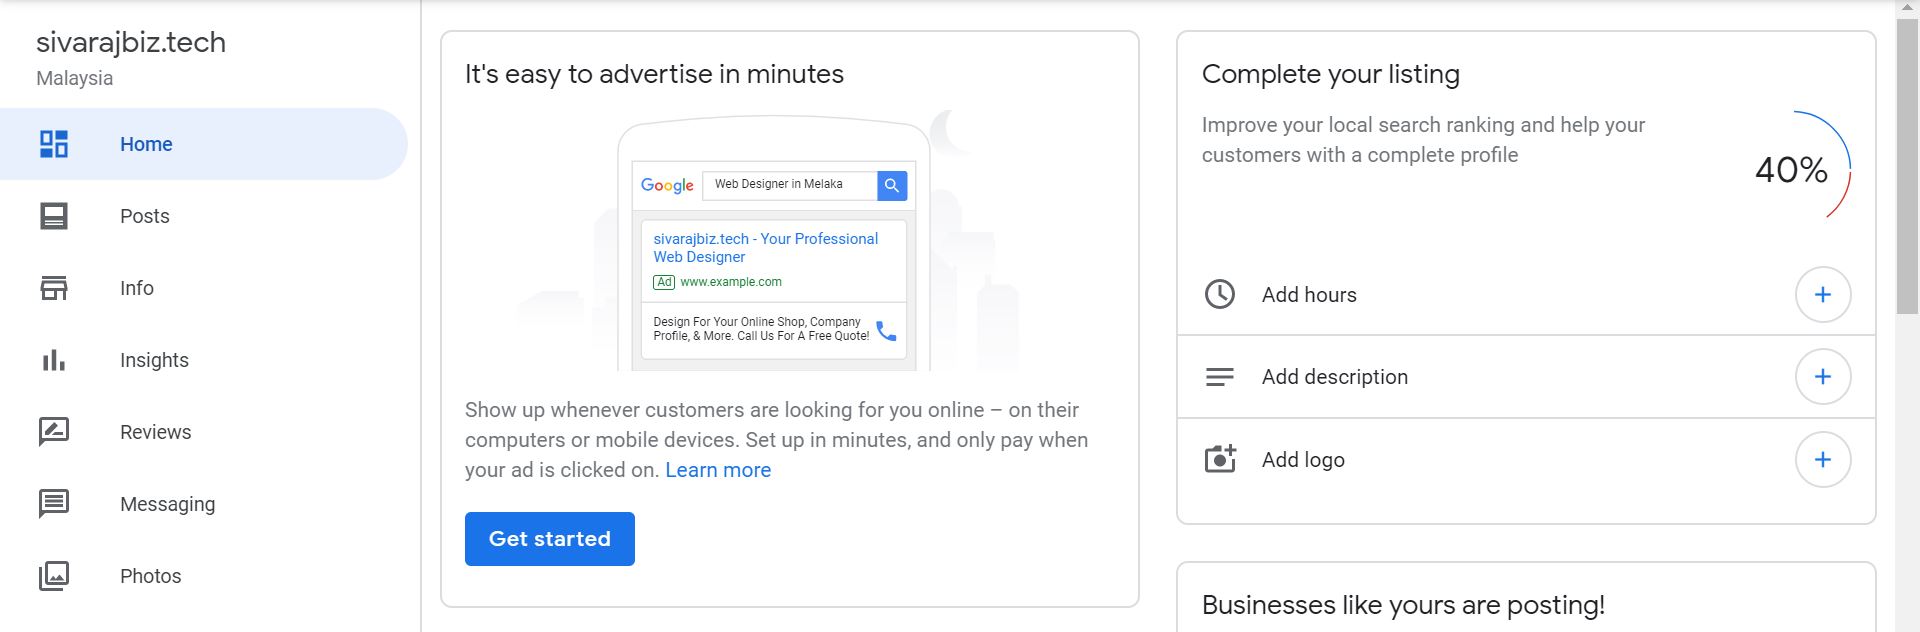 sivarajbiz.tech
Malaysia
Home
Posts
Info
Insights
Reviews
Messaging
Photos
It's easy to advertise in minutes
Google
Web Designer in Melaka
sivarajbiz.tech - Your Professional
Web Designer
Ad www.example.com
Design For Your Online Shop, Company
Profile, & More. Call Us For A Free Quote!
Show up whenever customers are looking for you online – on their
computers or mobile devices. Set up in minutes, and only pay when
your ad is clicked on. Learn more
Get started
Complete your listing
Improve your local search ranking and help your
customers with a complete profile
40%
Add hours
Add description
Add logo
Businesses like yours are posting!